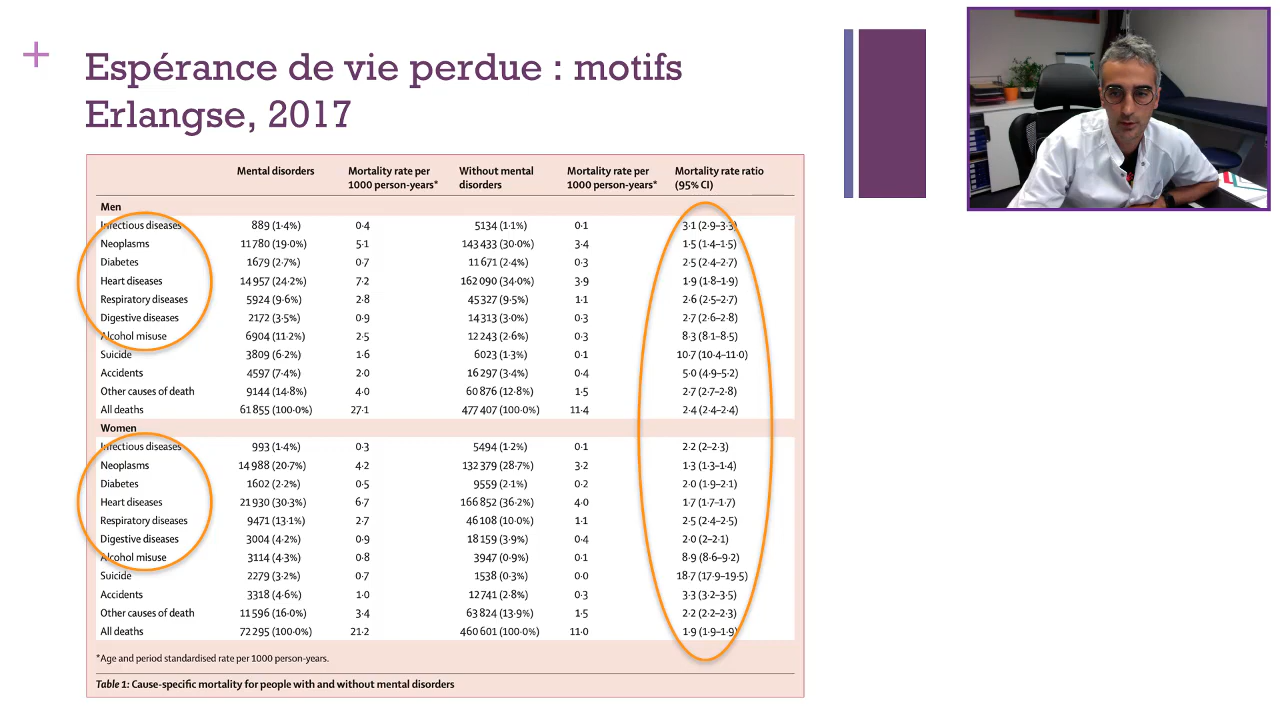 + Espérance de vie perdue : motifs
Erlangse, 2017
Mental disorders Mortality rate per 1000 person-years* Without mental disorders Mortality rate per 1000 person-years* Mortality rate ratio (95% CI)
Men
Infectious diseases 889 (1·4%) 0·4 5134 (1·1%) 0·1 3·1 (2·9–3·3)
Neoplasms 11 780 (19·0%) 5·1 143 433 (30·0%) 3·4 1·5 (1·4–1·5)
Diabetes 1679 (2·7%) 0·7 11 671 (2·4%) 0·3 2·5 (2·4–2·7)
Heart diseases 14 957 (24·2%) 7·2 162 090 (34·0%) 3·9 1·9 (1·8–1·9)
Respiratory diseases 5924 (9·6%) 2·8 45 327 (9·5%) 1·1 2·6 (2·5–2·7)
Digestive diseases 2172 (3·5%) 0·9 14 313 (3·0%) 0·3 2·7 (2·6–2·8)
Alcohol misuse 6904 (11·2%) 2·5 12 243 (2·6%) 0·3 8·3 (8·1–8·5)
Suicide 3809 (6·2%) 1·6 6023 (1·3%) 0·1 10·7 (10·4–11·0)
Accidents 4597 (7·4%) 2·0 16 297 (3·4%) 0·4 5·0 (4·9–5·2)
Other causes of death 9144 (14·8%) 4·0 60 876 (12·8%) 1·5 2·7 (2·7–2·8)
All deaths 61 855 (100·0%) 27·1 477 407 (100·0%) 11·4 2·4 (2·4–2·4)
Women
Infectious diseases 993 (1·4%) 0·3 5494 (1·2%) 0·1 2·2 (2–2·3)
Neoplasms 14 988 (20·7%) 4·2 132 379 (28·7%) 3·2 1·3 (1·3–1·4)
Diabetes 1602 (2·2%) 0·5 9559 (2·1%) 0·2 2·0 (1·9–2·1)
Heart diseases 21 930 (30·3%) 6·7 166 852 (36·2%) 4·0 1·7 (1·7–1·7)
Respiratory diseases 9471 (13·1%) 2·7 46 108 (10·0%) 1·1 2·5 (2·4–2·5)
Digestive diseases 3004 (4·2%) 0·9 18 159 (3·9%) 0·4 2·0 (2–2·1)
Alcohol misuse 3114 (4·3%) 0·8 3947 (0·9%) 0·1 8·9 (8·6–9·2)
Suicide 2279 (3·2%) 0·7 1538 (0·3%) 0·0 18·7 (17·9–19·5)
Accidents 3318 (4·6%) 1·0 12 741 (2·8%) 0·3 3·3 (3·2–3·5)
Other causes of death 11 596 (16·0%) 3·4 63 824 (13·9%) 1·5 2·2 (2·2–2·3)
All deaths 72 295 (100·0%) 21·2 460 601 (100·0%) 11·0 1·9 (1·9–1·9)
*Age and period standardised rate per 1000 person-years.
Table 1: Cause-specific mortality for people with and without mental disorders